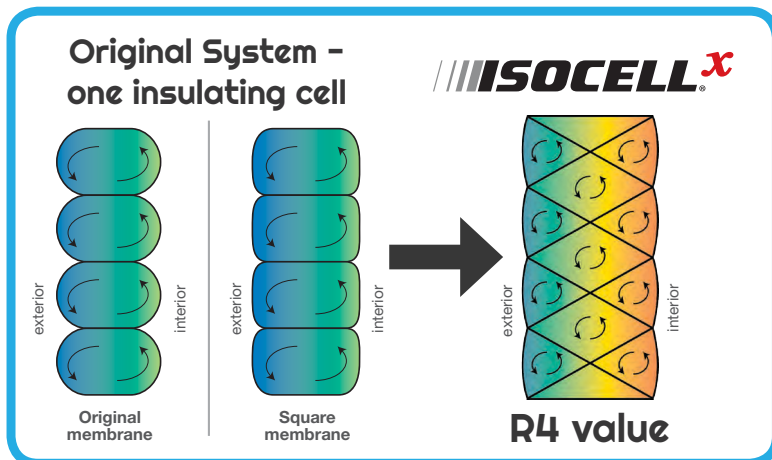 Original System –
one insulating cell
exterior
interior
Original
membrane
exterior
interior
Square
membrane
ISOCELL® x
exterior
interior
R4 value